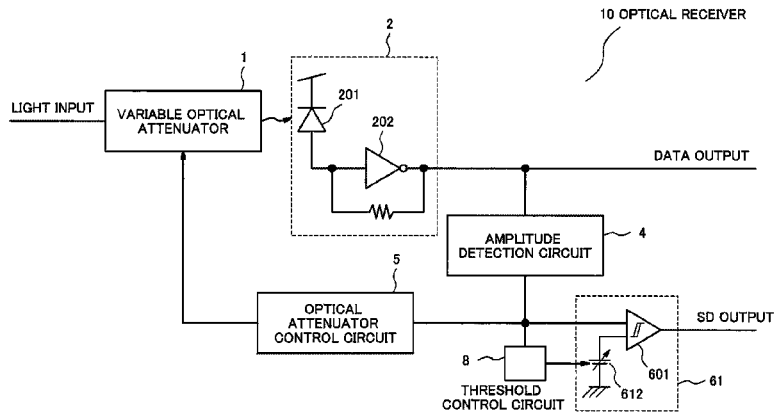 10 OPTICAL RECEIVER
2
1
201
LIGHT INPUT
VARIABLE OPTICAL
ATTENUATOR
202
DATA OUTPUT
AMPLITUDE
DETECTION CIRCUIT
4
5
OPTICAL
ATTENUATOR
CONTROL CIRCUIT
SD OUTPUT
8
601
612
61
THRESHOLD
CONTROL CIRCUIT